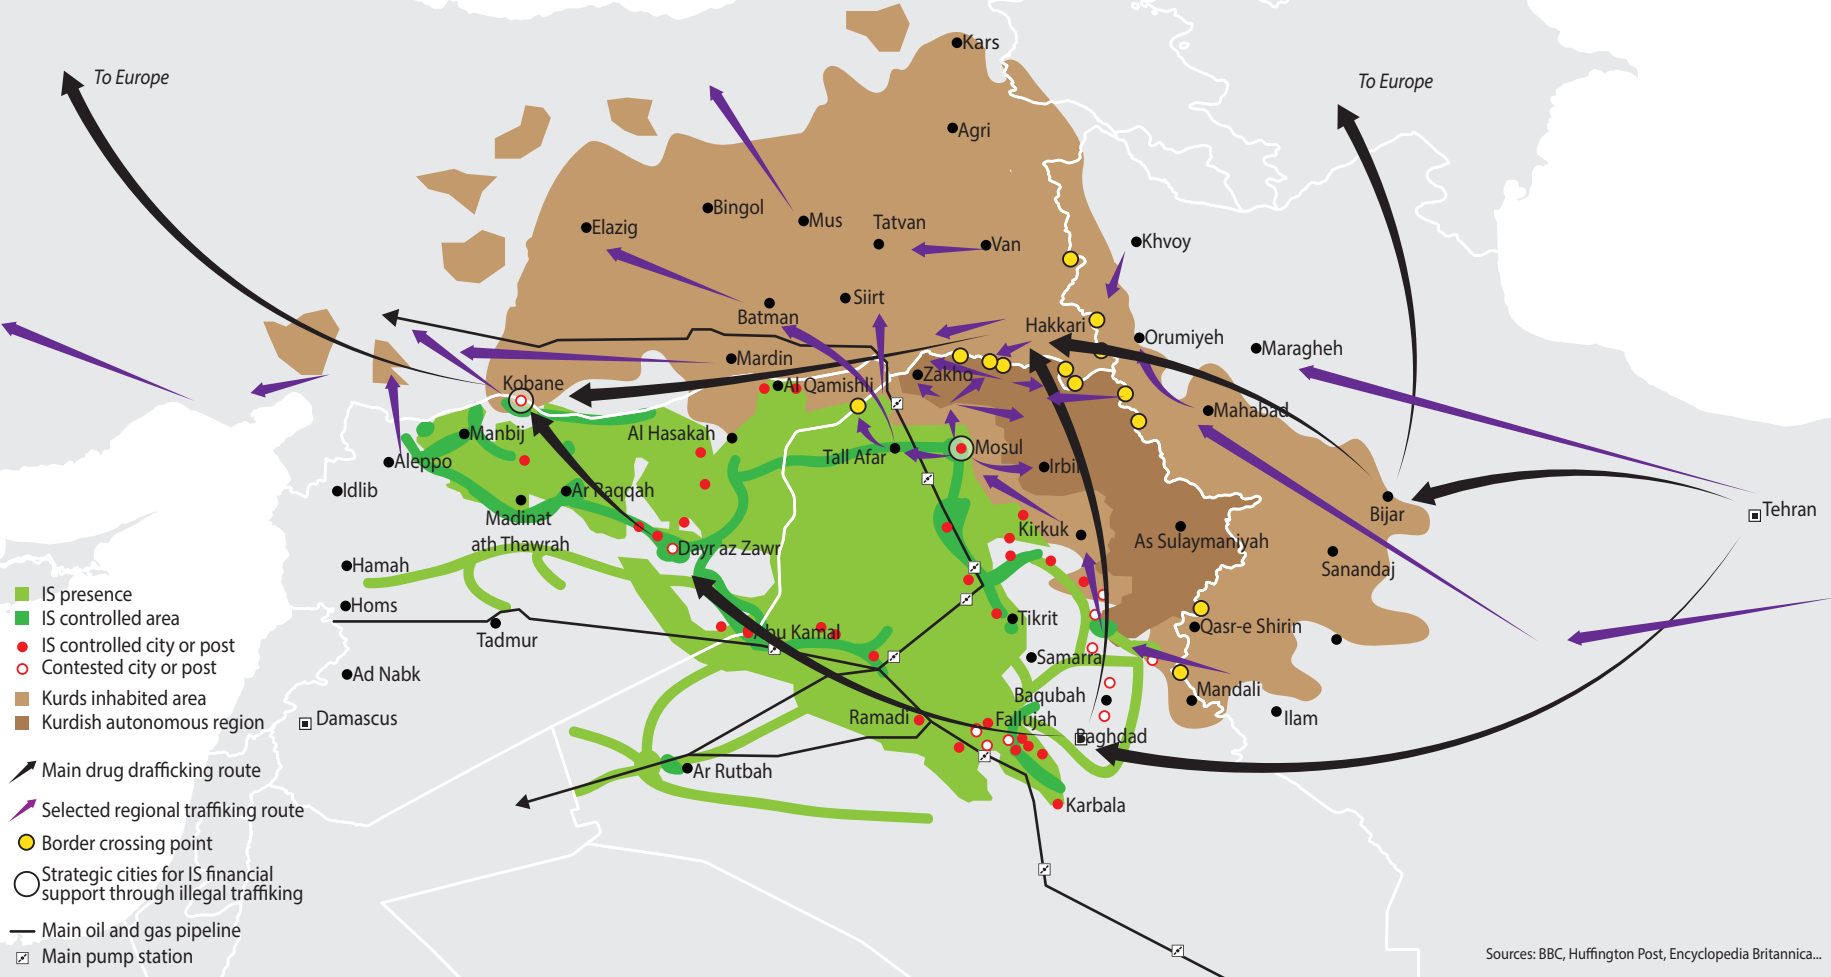 To Europe
To Europe
Kars
Agri
Bingol
Mus
Elazig
Tatvan
Van
Khvoy
Siirt
Batman
Hakkari
Orumiyeh
Maragheh
Mardin
Kobane
Al Qamishli
Zakho
Mahabad
Manbij
Al Hasakah
Tall Afar
Mosul
Irbil
Aleppo
Idlib
Ar Raqqah
Bijar
Tehran
Madinat
ath Thawrah
Dayr az Zawr
Kirkuk
As Sulaymaniyah
Sanandaj
Hamah
Homs
Tadmur
Abu Kamal
Tikrit
Qasr-e Shirin
Samarra
Ad Nabk
Damascus
Baqubah
Mandali
Ilam
Ramadi
Fallujah
Baghdad
Ar Rutbah
Karbala
IS presence
IS controlled area
IS controlled city or post
Contested city or post
Kurds inhabited area
Kurdish autonomous region
Main drug drafficking route
Selected regional traffiking route
Border crossing point
Strategic cities for IS financial
support through illegal traffiking
Main oil and gas pipeline
Main pump station
Sources: BBC, Huffington Post, Encyclopedia Britannica...